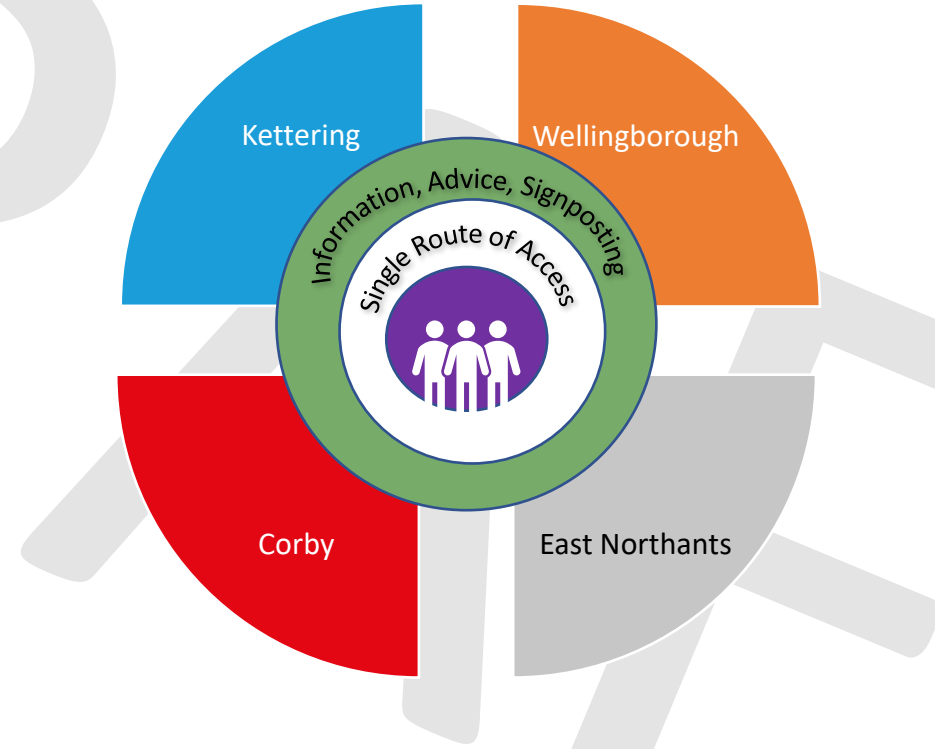 Kettering
Wellingborough
Information, Advice, Signposting
Single Route of Access
Corby
East Northants